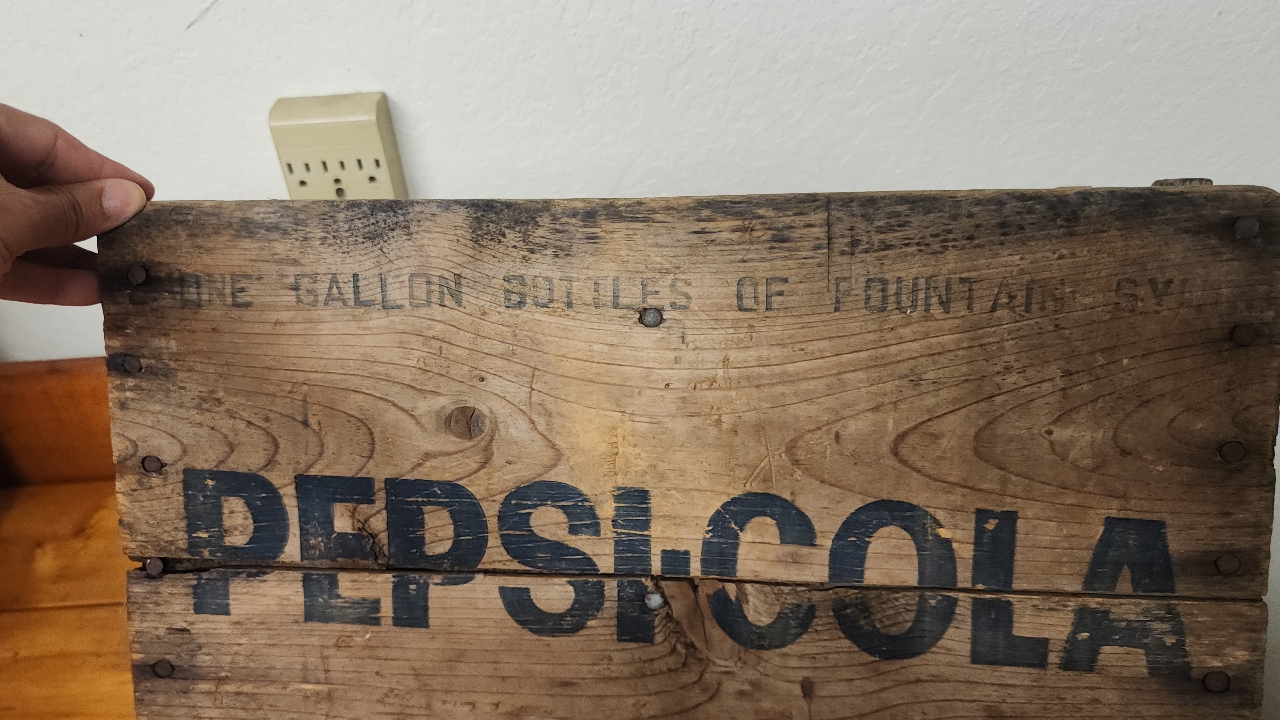 ONE GALLON BOTTLES OF FOUNTAIN
PEPSI-COLA